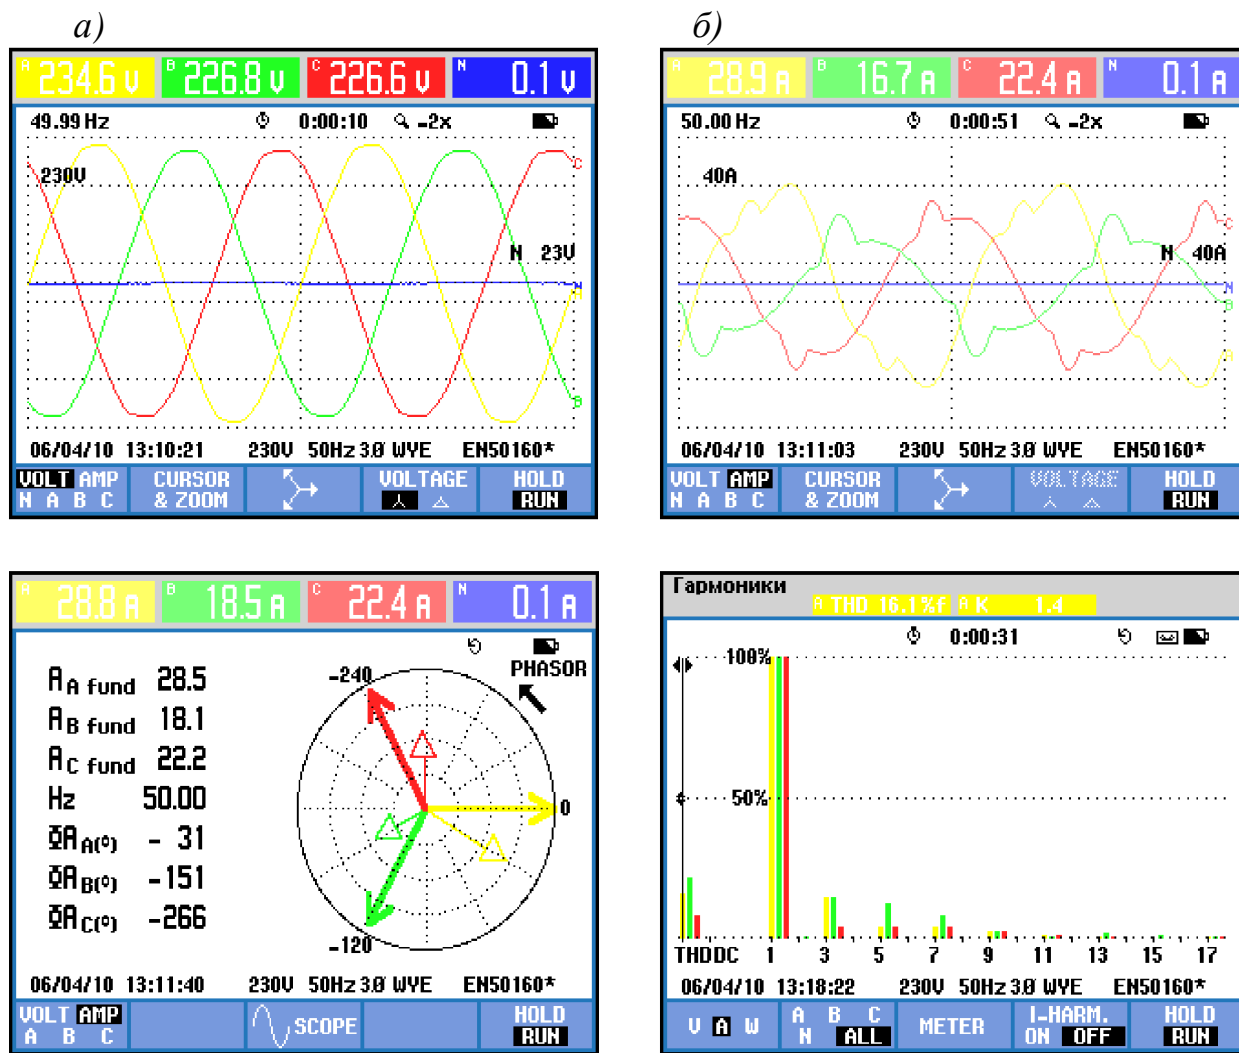 а)
б)
A 234.6 V B 226.8 V C 226.6 V N 0.1 V
49.99 Hz 0:00:10 -2x
230V
C
N 23V
N
A
B
06/04/10 13:10:21 230V 50Hz 3Ø WYE EN50160*
VOLT AMP CURSOR VOLTAGE HOLD
N A B C & ZOOM RUN
A 28.9 A B 16.7 A C 22.4 A N 0.1 A
50.00 Hz 0:00:51 -2x
40A
C
N 40A
N
B
A
06/04/10 13:11:03 230V 50Hz 3Ø WYE EN50160*
VOLT AMP CURSOR VOLTAGE HOLD
N A B C & ZOOM RUN
A 28.8 A B 18.5 A C 22.4 A N 0.1 A
PHASOR
-240
A A fund 28.5
A B fund 18.1
A C fund 22.2
Hz 50.00
0
ΦA A(°) - 31
ΦA B(°) -151
ΦA C(°) -266
-120
06/04/10 13:11:40 230V 50Hz 3Ø WYE EN50160*
VOLT AMP SCOPE HOLD
A B C RUN
Гармоники
A THD 16.1%f A K 1.4
0:00:31
100%
50%
THDDC 1 3 5 7 9 11 13 15 17
06/04/10 13:18:22 230V 50Hz 3Ø WYE EN50160*
V A W A B C METER I-HARM. HOLD
N ALL ON OFF RUN